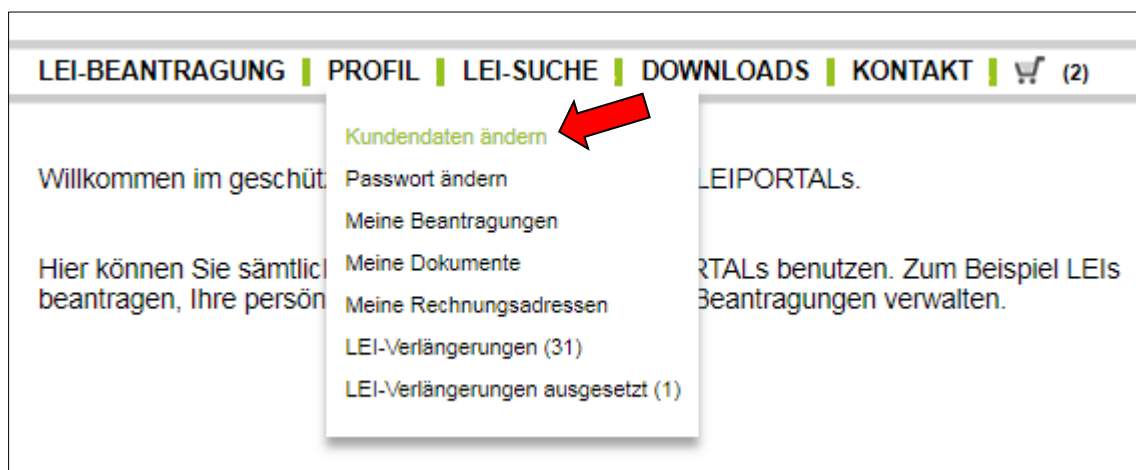 LEI-BEANTRAGUNG PROFIL LEI-SUCHE DOWNLOADS KONTAKT (2)
Kundendaten ändern
Willkommen im geschüt
Passwort ändern
LEIPORTALs.
Meine Beantragungen
Hier können Sie sämtlic
Meine Dokumente
RTALs benutzen. Zum Beispiel LEIs
beantragen, Ihre persön
Meine Rechnungsadressen
Beantragungen verwalten.
LEI-Verlängerungen (31)
LEI-Verlängerungen ausgesetzt (1)